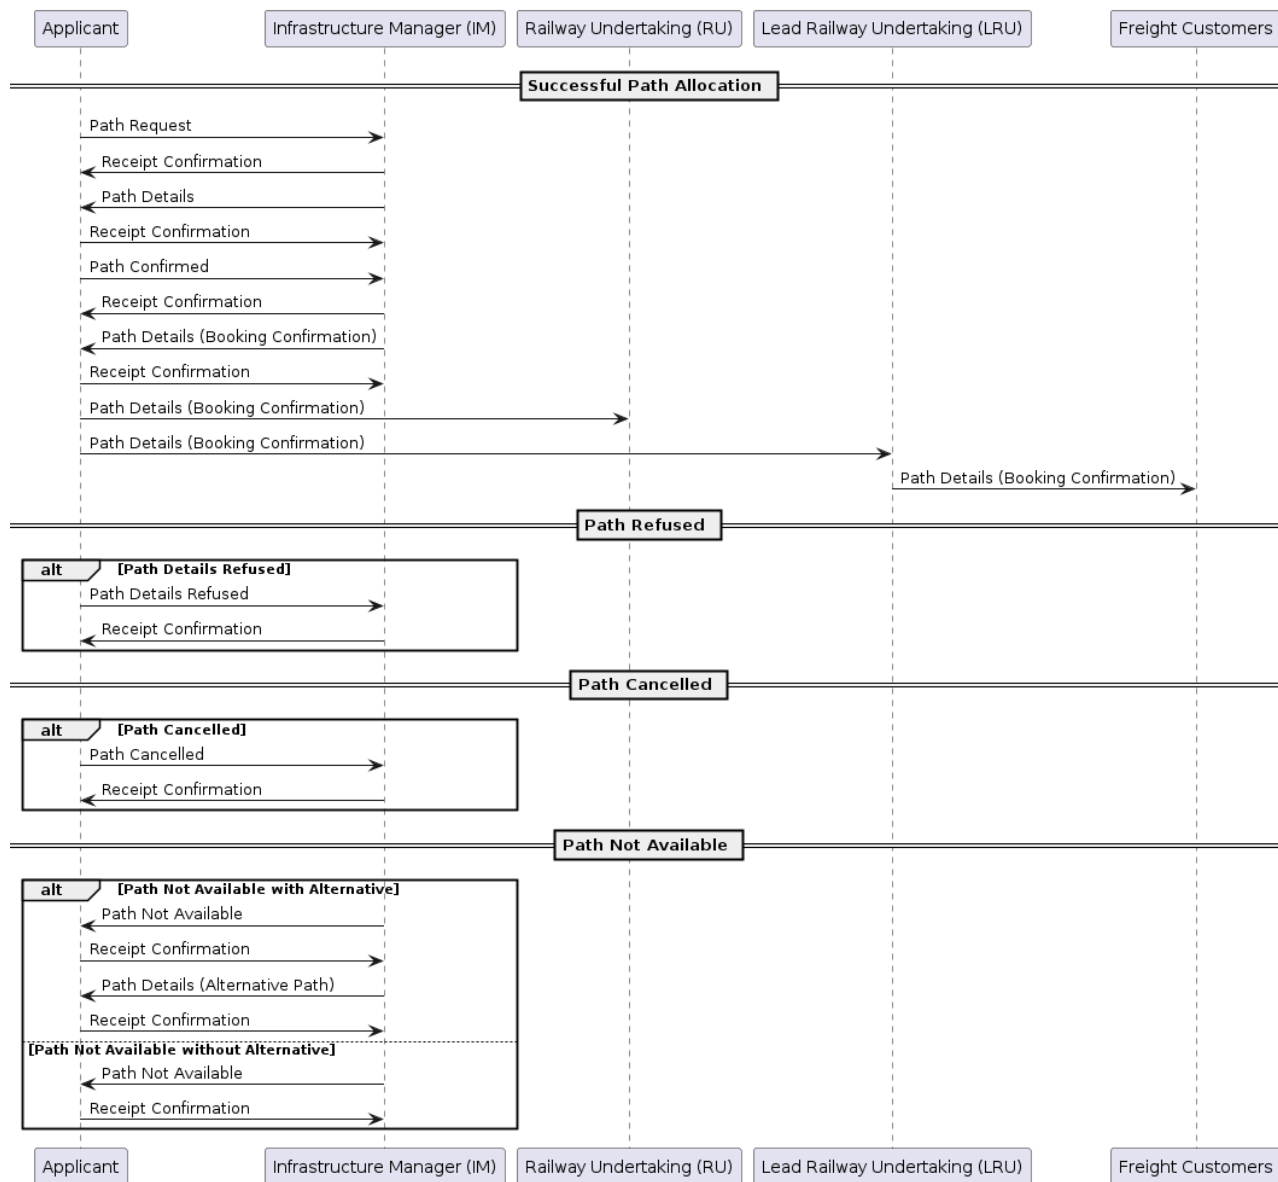 Applicant Infrastructure Manager (IM) Railway Undertaking (RU) Lead Railway Undertaking (LRU) Freight Customers
Successful Path Allocation
Path Request
Receipt Confirmation
Path Details
Receipt Confirmation
Path Confirmed
Receipt Confirmation
Path Details (Booking Confirmation)
Receipt Confirmation
Path Details (Booking Confirmation)
Path Details (Booking Confirmation)
Path Details (Booking Confirmation)
Path Refused
alt [Path Details Refused]
Path Details Refused
Receipt Confirmation
Path Cancelled
alt [Path Cancelled]
Path Cancelled
Receipt Confirmation
Path Not Available
alt [Path Not Available with Alternative]
Path Not Available
Receipt Confirmation
Path Details (Alternative Path)
Receipt Confirmation
[Path Not Available without Alternative]
Path Not Available
Receipt Confirmation
Applicant Infrastructure Manager (IM) Railway Undertaking (RU) Lead Railway Undertaking (LRU) Freight Customers